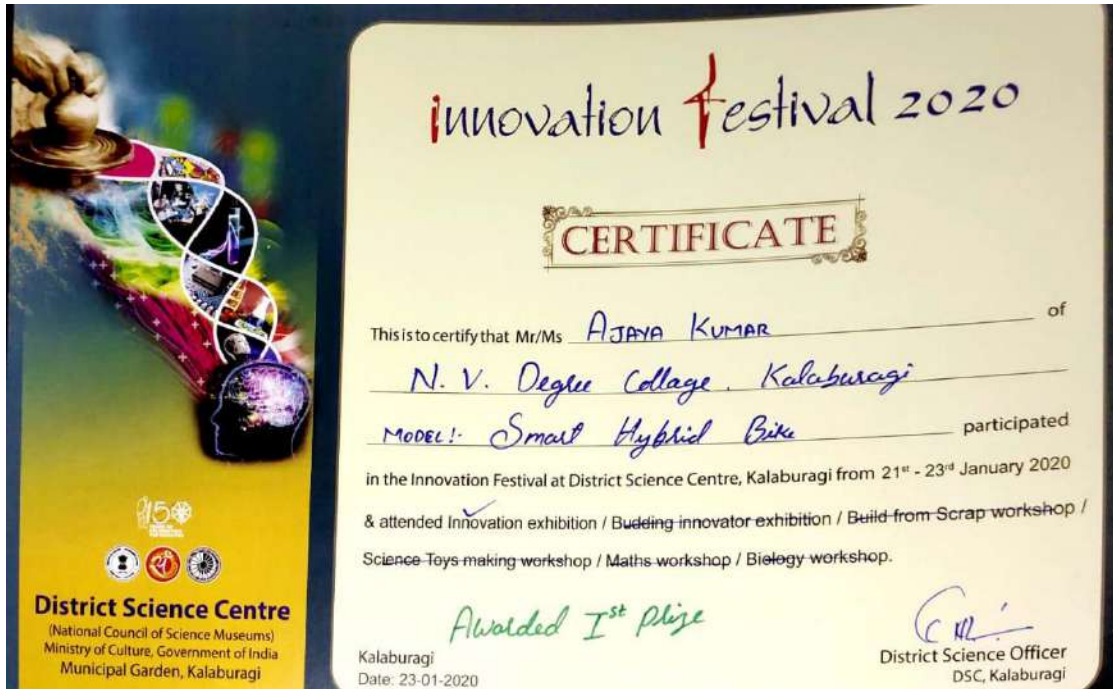 innovation festival 2020
CERTIFICATE
This is to certify that Mr/Ms AJAYA KUMAR of
N. V. Degree Collage. Kalaburagi
MODEL:- Smart Hybrid Bike participated
in the Innovation Festival at District Science Centre, Kalaburagi from 21st - 23rd January 2020
& attended Innovation exhibition / Budding innovator exhibition / Build from Scrap workshop /
Science Toys making workshop / Maths workshop / Biology workshop.
Awarded Ist Prize
Kalaburagi
Date: 23-01-2020
District Science Officer
DSC, Kalaburagi
150
District Science Centre
(National Council of Science Museums)
Ministry of Culture, Government of India
Municipal Garden, Kalaburagi